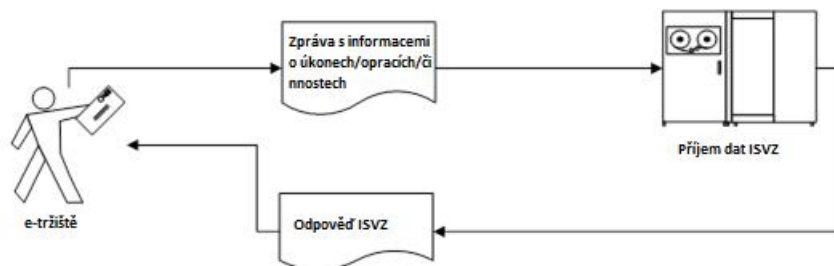 Zpráva s informacemi
o úkonech/opracích/či
nnostech
Příjem dat ISVZ
e-tržiště
Odpověď ISVZ